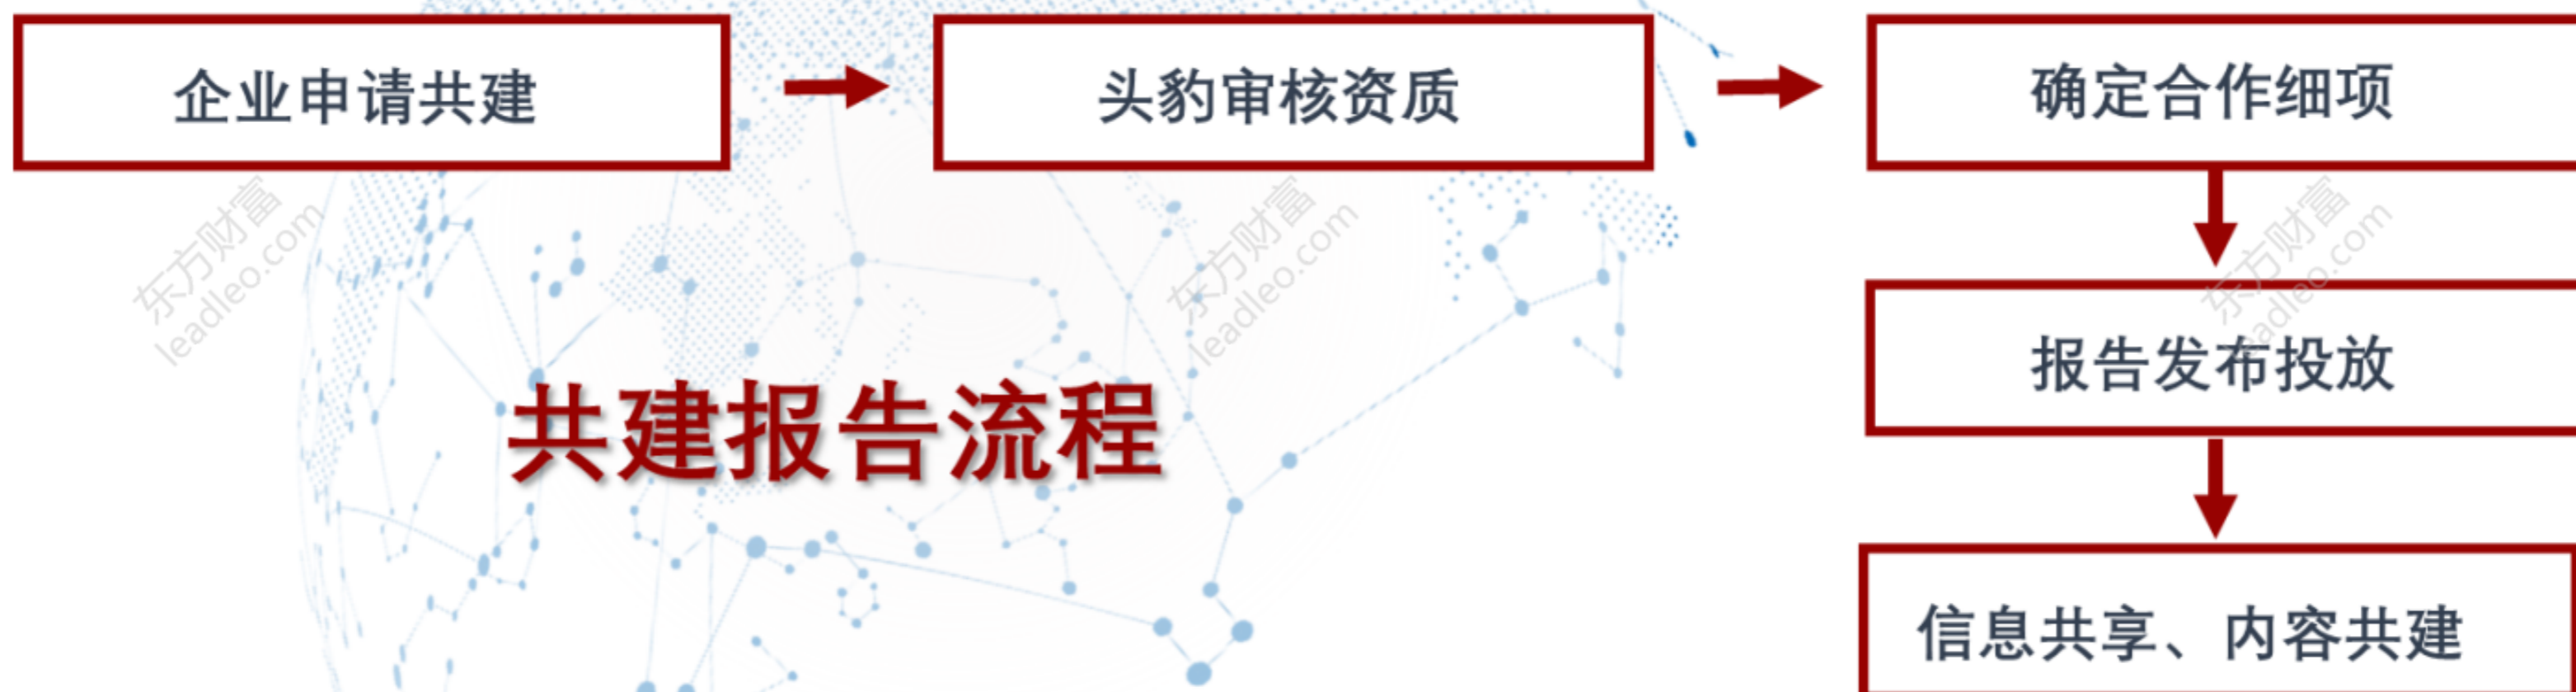 企业申请共建
头豹审核资质
确定合作细项
东方财富
leadleo.com
东方财富
leadleo.com
东方财富
leadleo.com
报告发布投放
共建报告流程
信息共享、内容共建